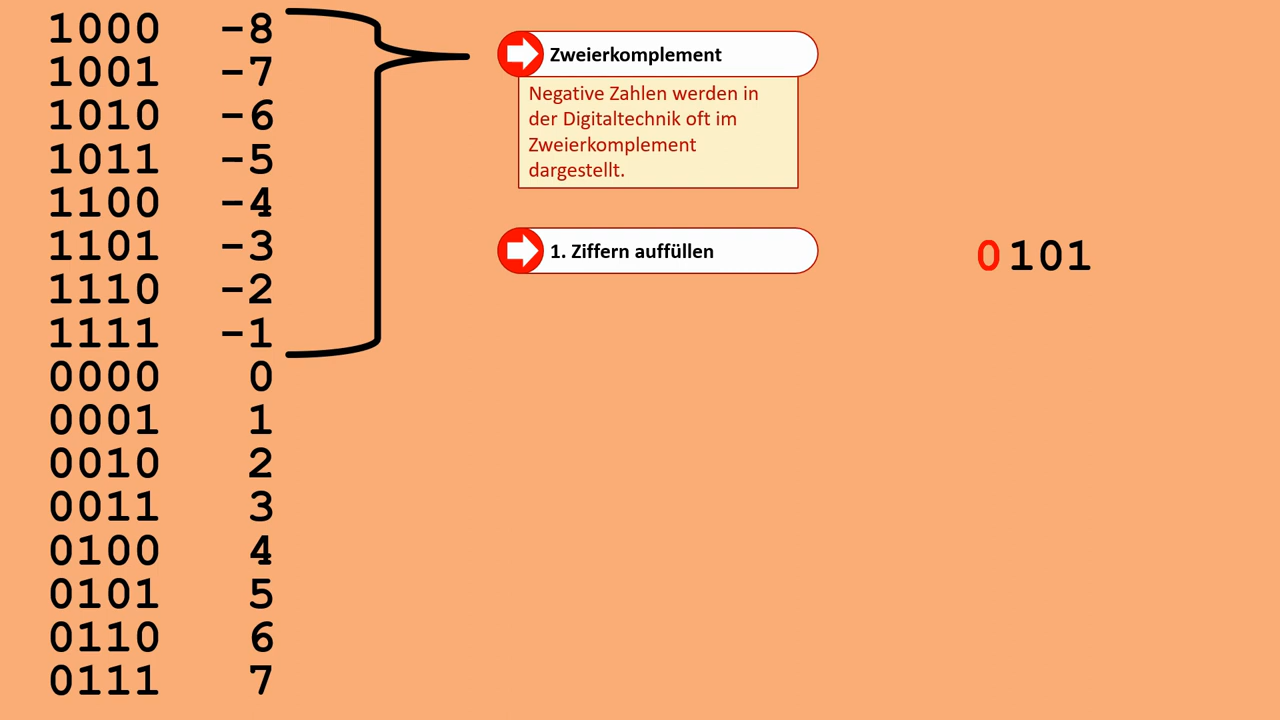 1000 -8
1001 -7
1010 -6
1011 -5
1100 -4
1101 -3
1110 -2
1111 -1
0000 0
0001 1
0010 2
0011 3
0100 4
0101 5
0110 6
0111 7
Zweierkomplement
Negative Zahlen werden in
der Digitaltechnik oft im
Zweierkomplement
dargestellt.
1. Ziffern auffüllen
0101